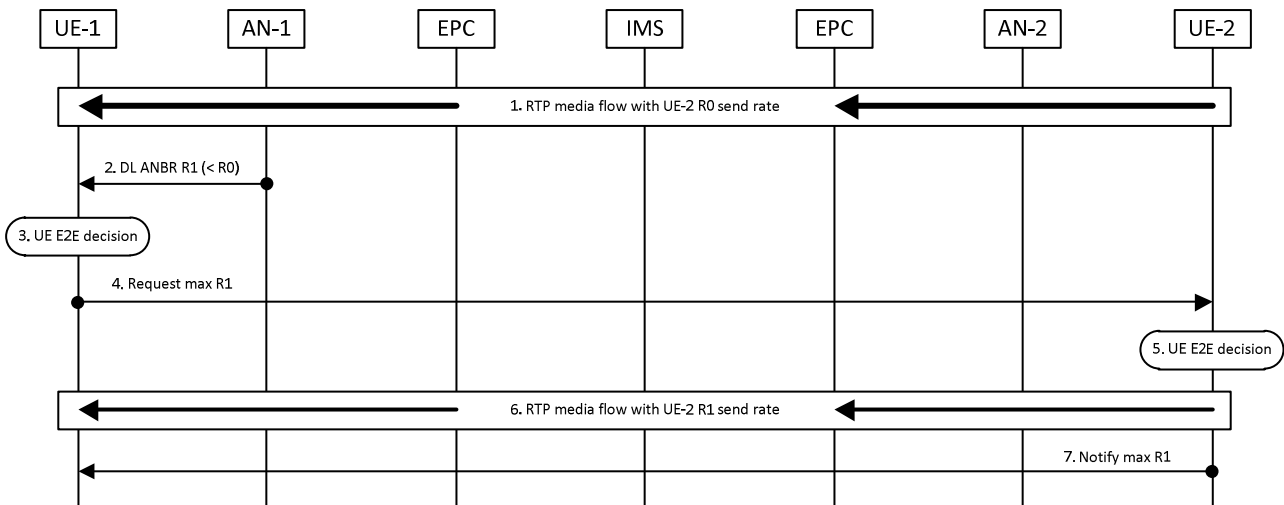 UE-1 AN-1 EPC IMS EPC AN-2 UE-2
1. RTP media flow with UE-2 R0 send rate
2. DL ANBR R1 (< R0)
3. UE E2E decision
4. Request max R1
5. UE E2E decision
6. RTP media flow with UE-2 R1 send rate
7. Notify max R1